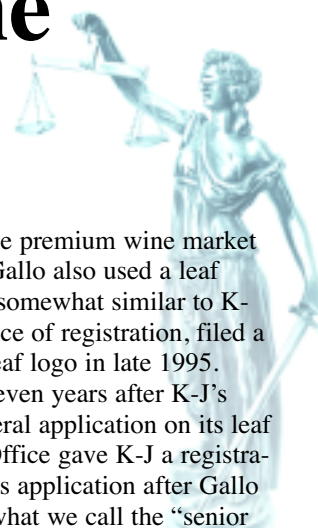 ne
e premium wine market
Gallo also used a leaf
somewhat similar to K-
ce of registration, filed a
eaf logo in late 1995.
even years after K-J’s
eral application on its leaf
Office gave K-J a registra-
s application after Gallo
what we call the “senior